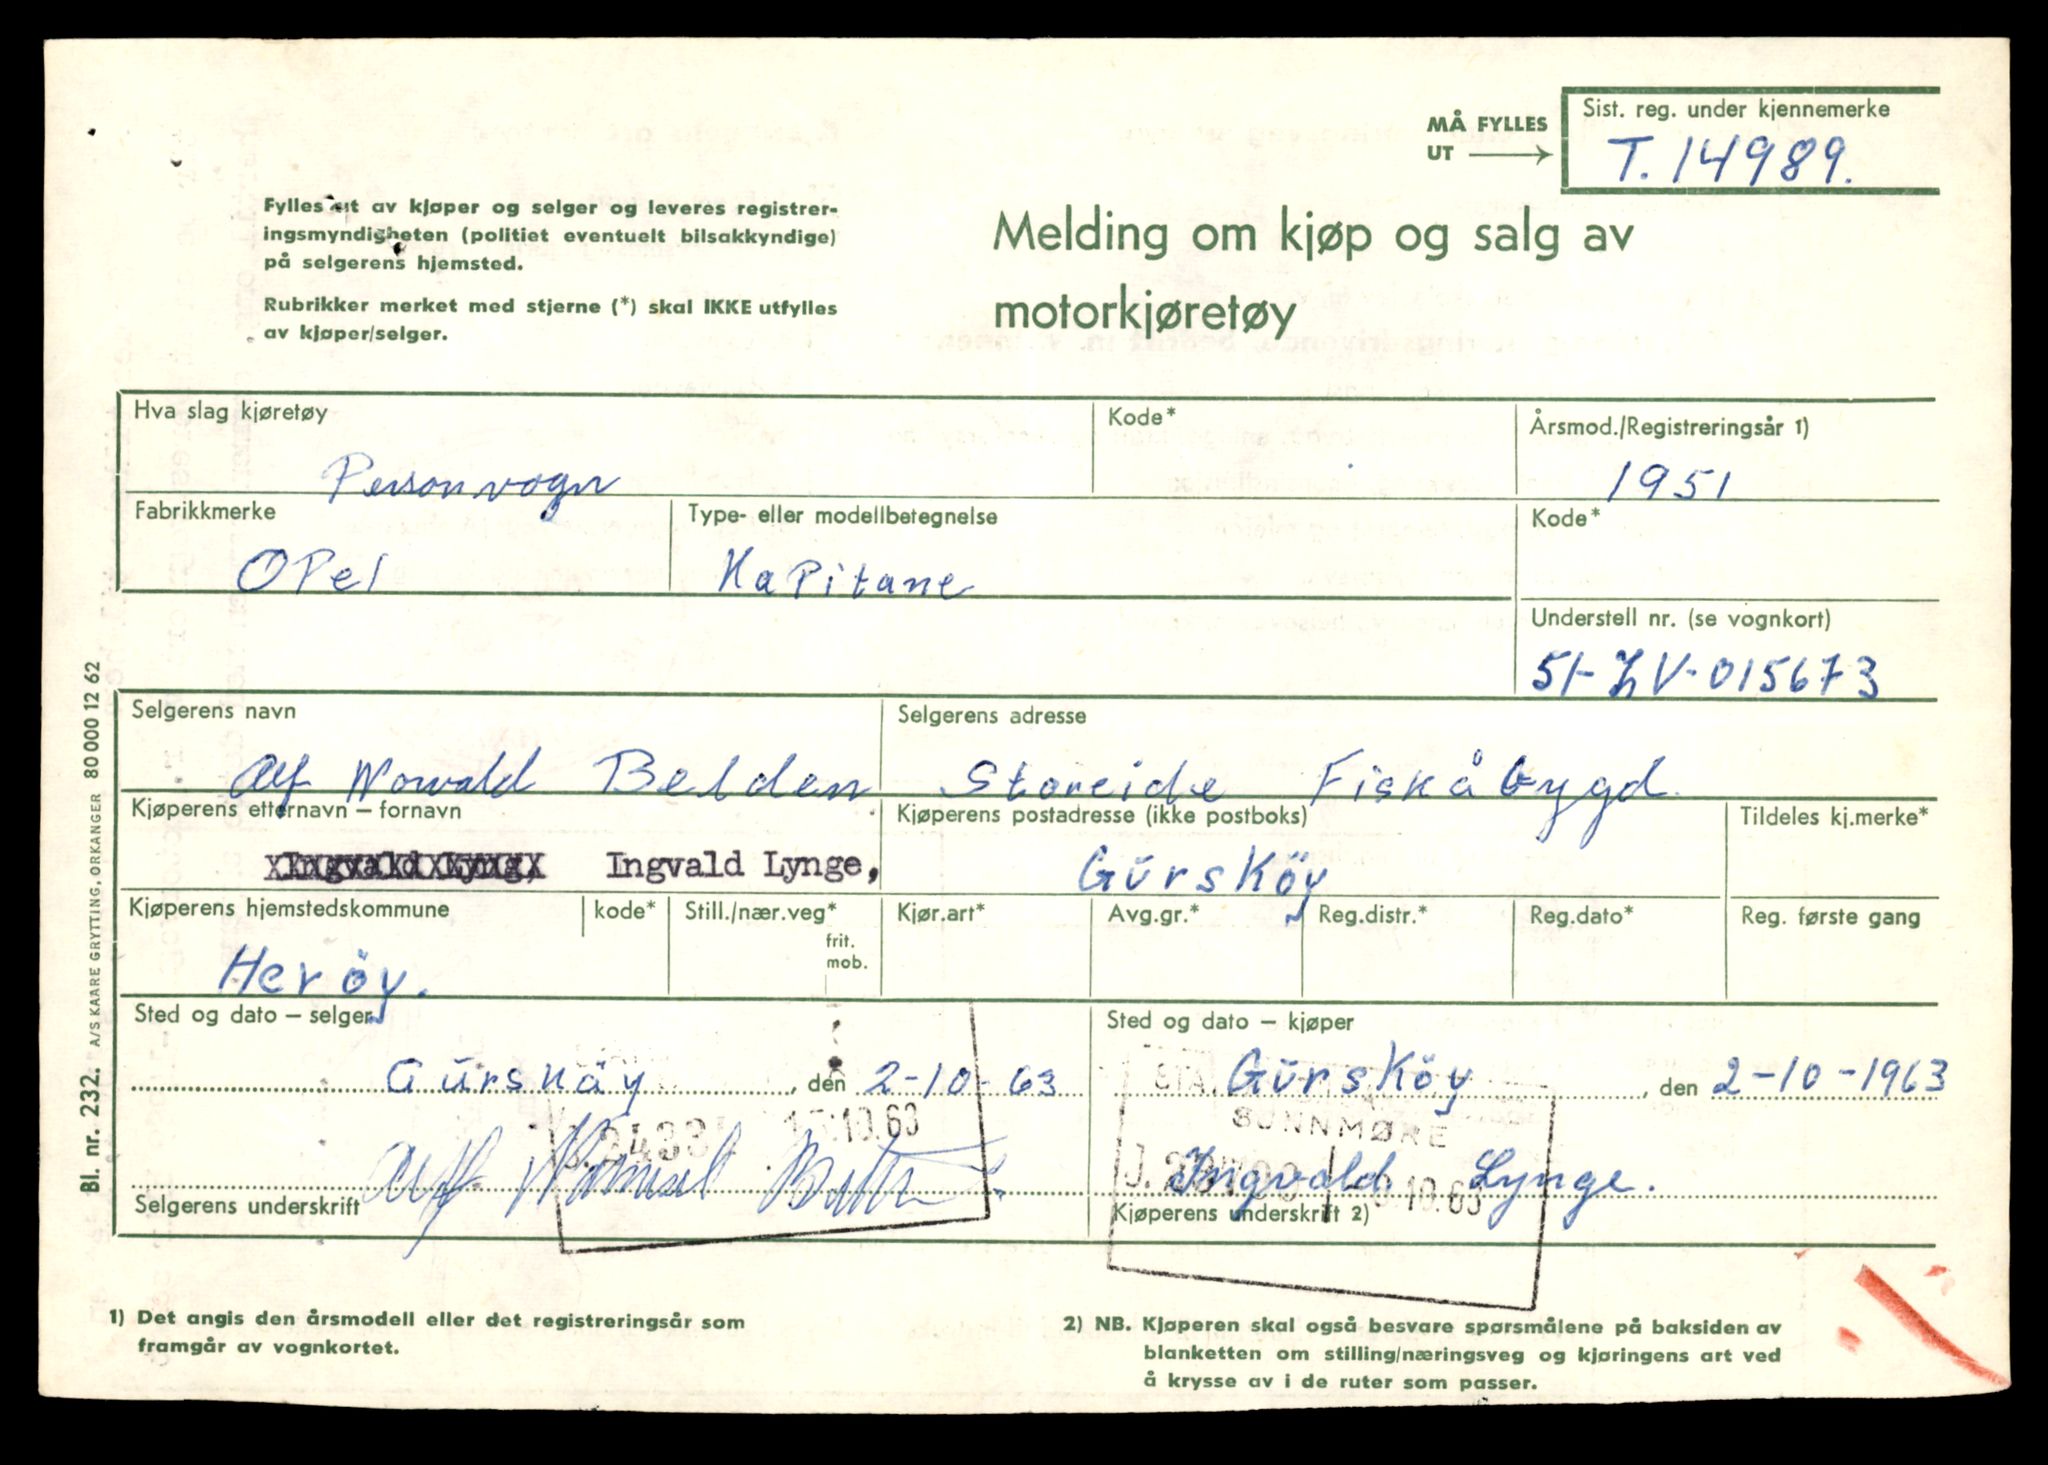 MÅ FYLLES
UT
Sist. reg. under kjennemerke
T. 14989.
Fylles ut av kjøper og selger og leveres registrer-
ingsmyndigheten (politiet eventuelt bilsakkyndige)
på selgerens hjemsted.
Rubrikker merket med stjerne (*) skal IKKE utfylles
av kjøper/selger.
Melding om kjøp og salg av
motorkjøretøy
Hva slag kjøretøy
Kode*
Årsmod./Registreringsår 1)
Personvogn
1951
Fabrikkmerke
Type- eller modellbetegnelse
Kode*
OPel
KaPitane
Understell nr. (se vognkort)
51-ZV-015673
Selgerens navn
Selgerens adresse
Alf Belden
Storeide Fiskåbygd
Kjøperens etternavn – fornavn
Kjøperens postadresse (ikke postboks)
Tildeles kj.merke*
Ingvald Lynge,
Gursköy
Kjøperens hjemstedskommune
kode*
Still./nær.veg*
frit.
mob.
Kjør.art*
Avg.gr.*
Reg.distr.*
Reg.dato*
Reg. første gang
Heröy.
Sted og dato – selger
Sted og dato – kjøper
Gursköy, den 2-10-63
Gursköy, den 2-10-1963
SUNNMØRE
10.63
10.63
Alf
Ingvald Lynge.
Selgerens underskrift
Kjøperens underskrift 2)
1) Det angis den årsmodell eller det registreringsår som
framgår av vognkortet.
2) NB. Kjøperen skal også besvare spørsmålene på baksiden av
blanketten om stilling/næringsveg og kjøringens art ved
å krysse av i de ruter som passer.
Bl. nr. 232. A/S KAARE GRYTTING, ORKANGER 80 000 12 62